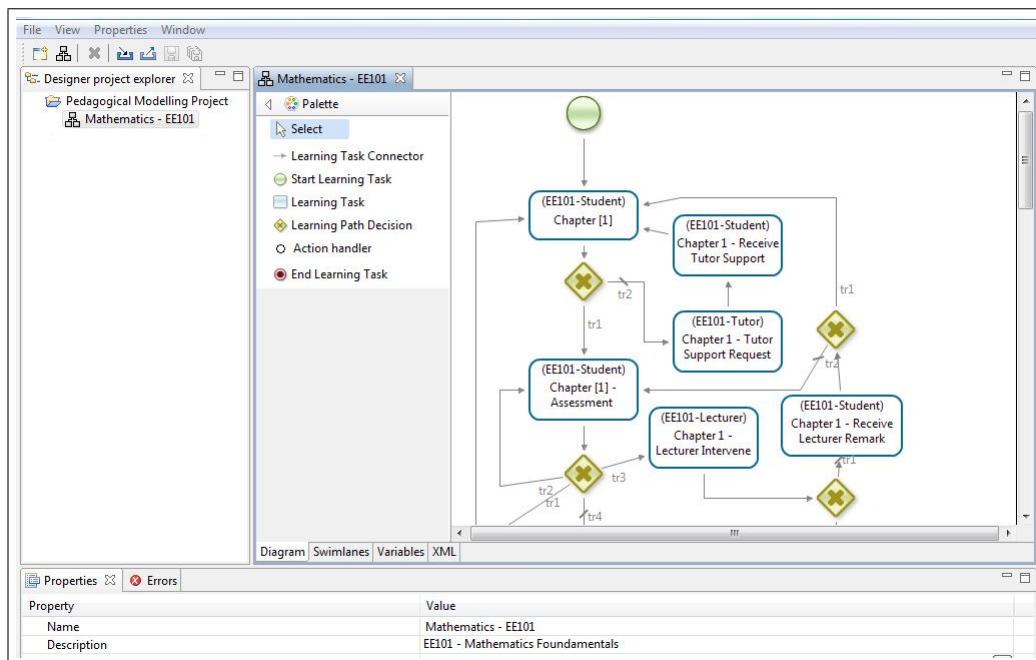 File View Properties Window
Designer project explorer
Pedagogical Modelling Project
Mathematics - EE101
Mathematics - EE101
Palette
Select
Learning Task Connector
Start Learning Task
Learning Task
Learning Path Decision
Action handler
End Learning Task
(EE101-Student)
Chapter [1]
(EE101-Student)
Chapter 1 - Receive
Tutor Support
tr2
tr1
tr1
(EE101-Tutor)
Chapter 1 - Tutor
Support Request
tr2
(EE101-Student)
Chapter [1] -
Assessment
(EE101-Lecturer)
Chapter 1 -
Lecturer Intervene
(EE101-Student)
Chapter 1 - Receive
Lecturer Remark
tr1
tr3
tr2
tr1
tr4
Diagram Swimlanes Variables XML
Properties Errors
Property Value
Name Mathematics - EE101
Description EE101 - Mathematics Foundamentals